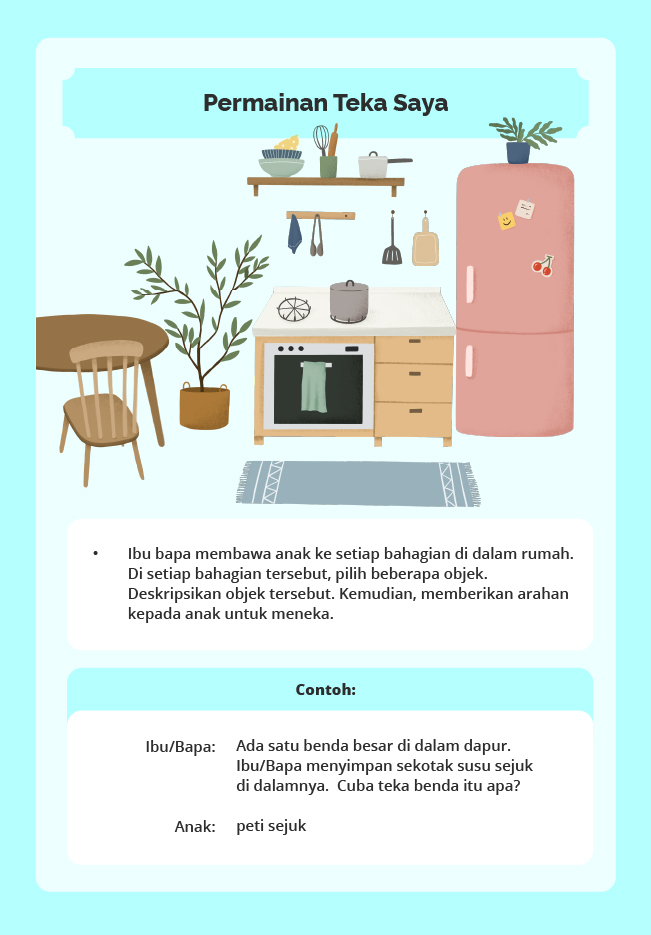 Permainan Teka Saya
• Ibu bapa membawa anak ke setiap bahagian di dalam rumah.
Di setiap bahagian tersebut, pilih beberapa objek.
Deskripsikan objek tersebut. Kemudian, memberikan arahan
kepada anak untuk meneka.
Contoh:
Ibu/Bapa: Ada satu benda besar di dalam dapur.
Ibu/Bapa menyimpan sekotak susu sejuk
di dalamnya.  Cuba teka benda itu apa?
Anak: peti sejuk